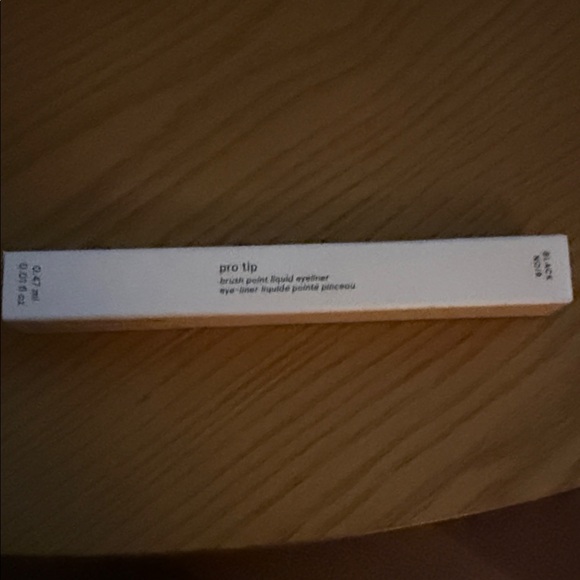 0.47 ml
0.016 oz
pro tip
brush point liquid eyeliner
eye-liner liquide pointe pinceau
BLACK
NOIR